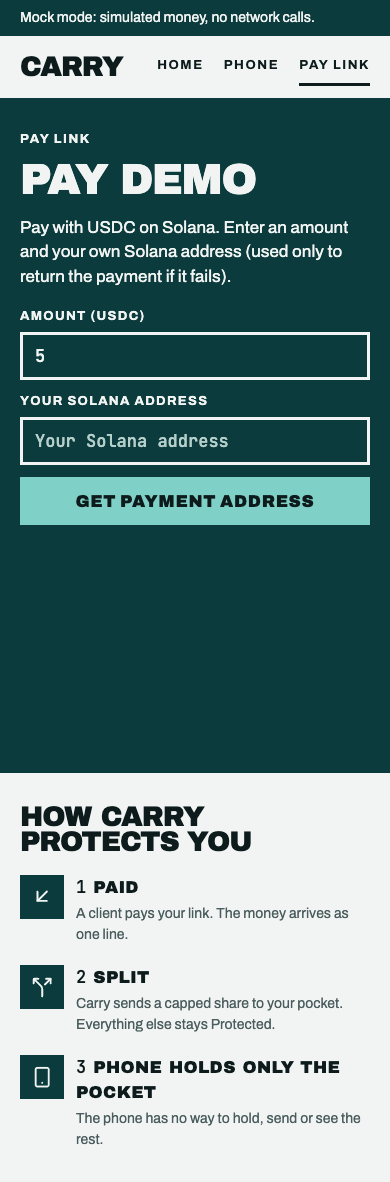 Mock mode: simulated money, no network calls.
CARRY
HOME
PHONE
PAY LINK
PAY LINK
PAY DEMO
Pay with USDC on Solana. Enter an amount
and your own Solana address (used only to
return the payment if it fails).
AMOUNT (USDC)
5
YOUR SOLANA ADDRESS
Your Solana address
GET PAYMENT ADDRESS
HOW CARRY
PROTECTS YOU
1 PAID
A client pays your link. The money arrives as
one line.
2 SPLIT
Carry sends a capped share to your pocket.
Everything else stays Protected.
3 PHONE HOLDS ONLY THE
POCKET
The phone has no way to hold, send or see the
rest.